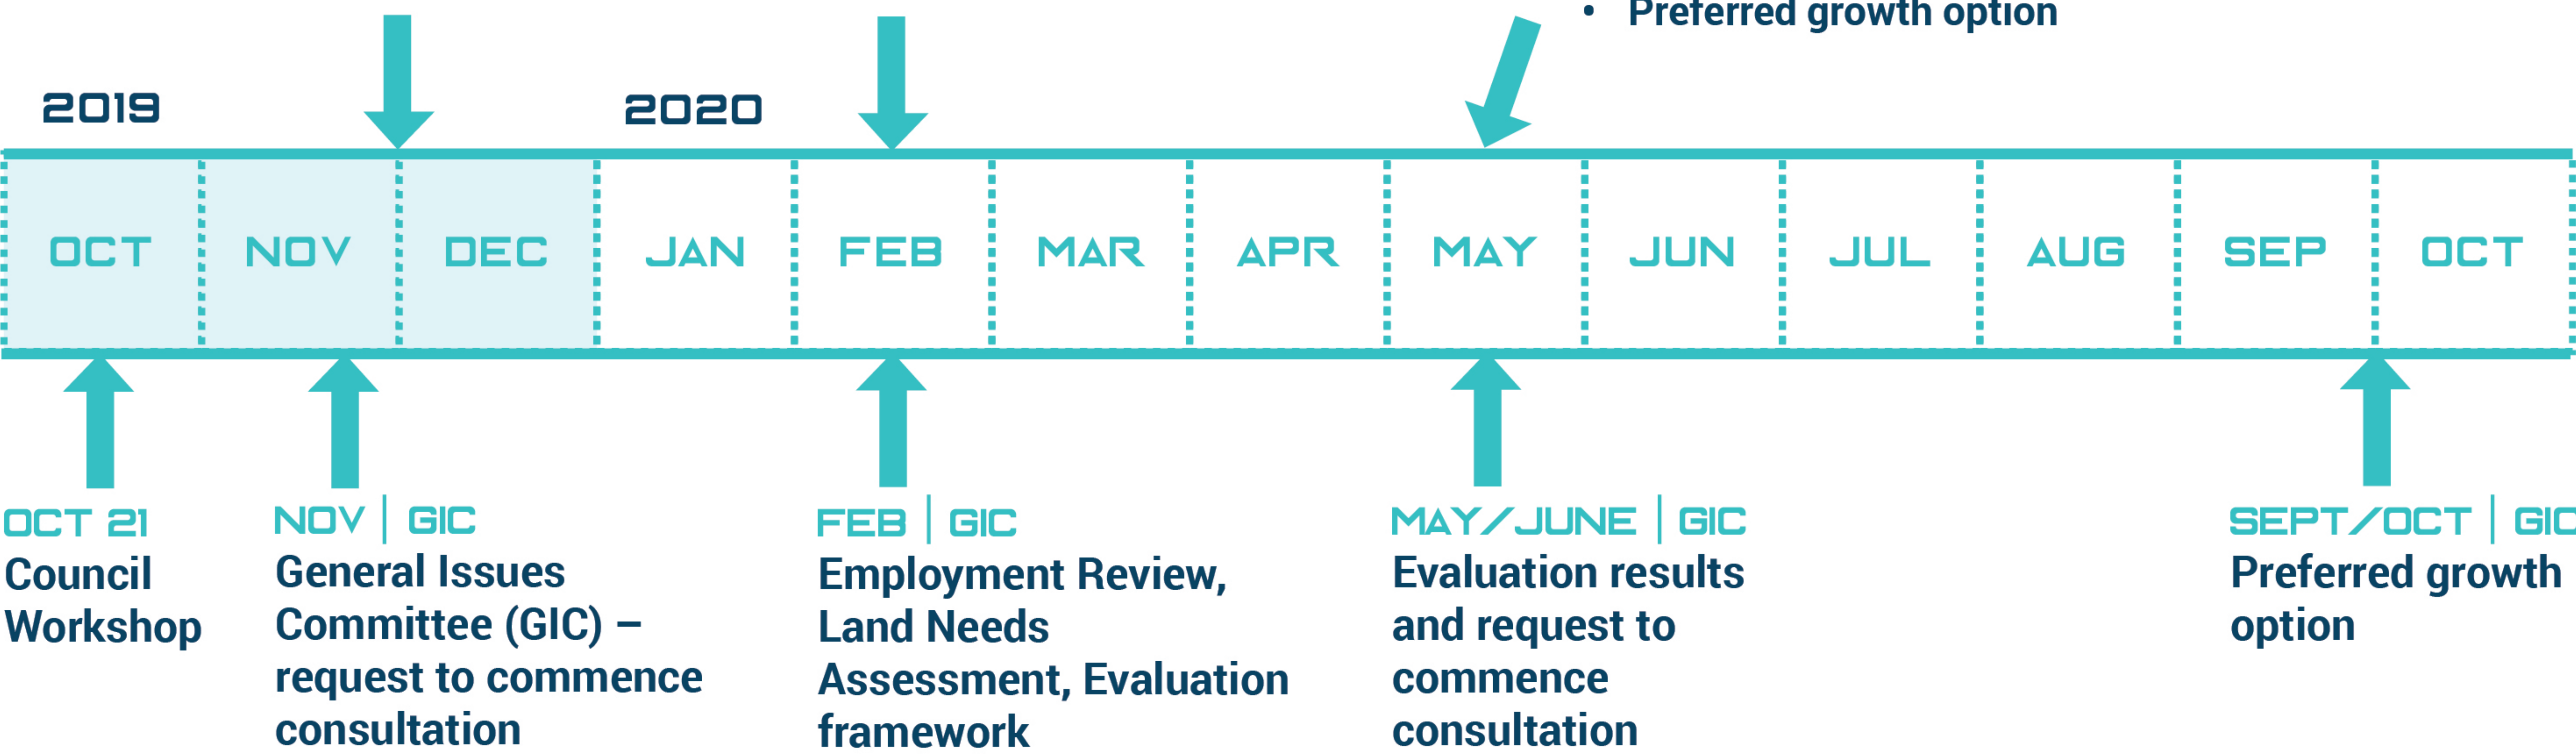 • Preferred growth option
2019
2020
OCT NOV DEC JAN FEB MAR APR MAY JUN JUL AUG SEP OCT
OCT 21
Council
Workshop
NOV | GIC
General Issues
Committee (GIC) –
request to commence
consultation
FEB | GIC
Employment Review,
Land Needs
Assessment, Evaluation
framework
MAY/JUNE | GIC
Evaluation results
and request to
commence
consultation
SEPT/OCT | GIC
Preferred growth
option